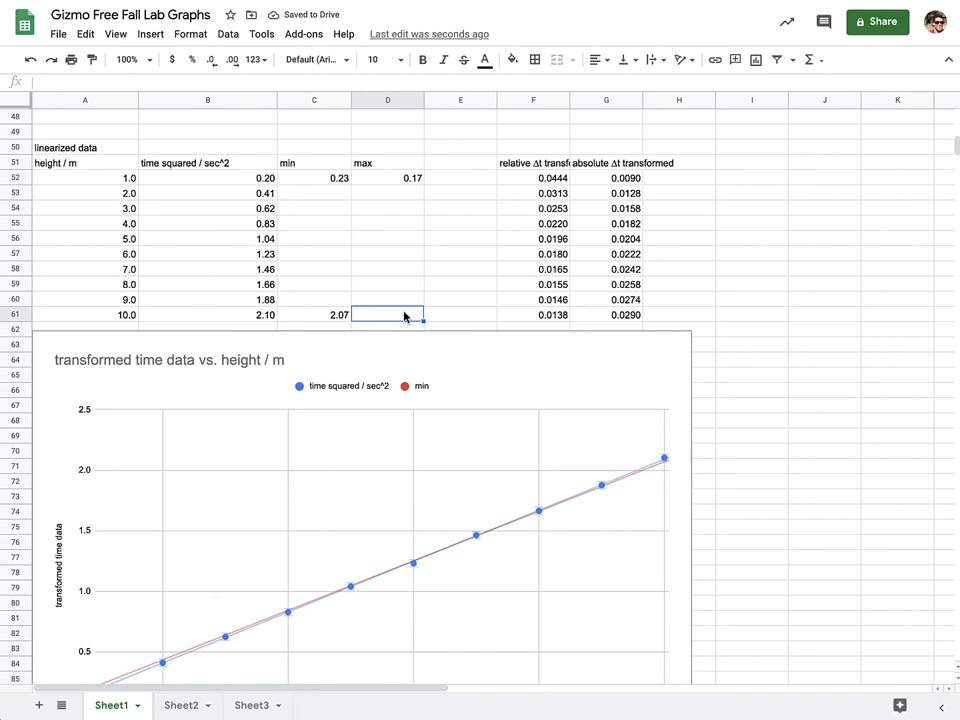 Gizmo Free Fall Lab Graphs
Saved to Drive
Share
File Edit View Insert Format Data Tools Add-ons Help Last edit was seconds ago
100% $ % .0 .00 123 Default (Ari... 10 B I S A
fx
A B C D E F G H I J K
48
49
50 linearized data
51 height / m time squared / sec^2 min max relative Δt transf absolute Δt transformed
52 1.0 0.20 0.23 0.17 0.0444 0.0090
53 2.0 0.41 0.0313 0.0128
54 3.0 0.62 0.0253 0.0158
55 4.0 0.83 0.0220 0.0182
56 5.0 1.04 0.0196 0.0204
57 6.0 1.23 0.0180 0.0222
58 7.0 1.46 0.0165 0.0242
59 8.0 1.66 0.0155 0.0258
60 9.0 1.88 0.0146 0.0274
61 10.0 2.10 2.07 0.0138 0.0290
62
63
64
65
66
67
68
69
70
71
72
73
74
75
76
77
78
79
80
81
82
83
84
85
transformed time data vs. height / m
time squared / sec^2 min
2.5
2.0
1.5
1.0
0.5
transformed time data
Sheet1 Sheet2 Sheet3